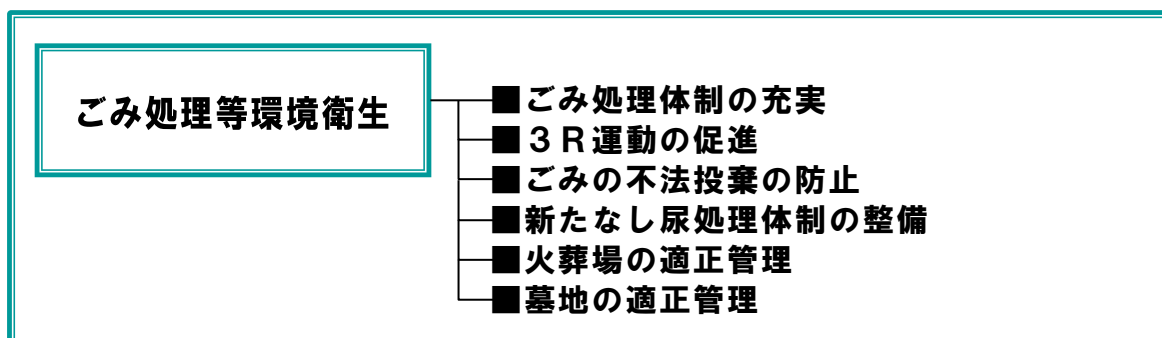 ごみ処理等環境衛生
■ごみ処理体制の充実
■３Ｒ運動の促進
■ごみの不法投棄の防止
■新たなし尿処理体制の整備
■火葬場の適正管理
■墓地の適正管理